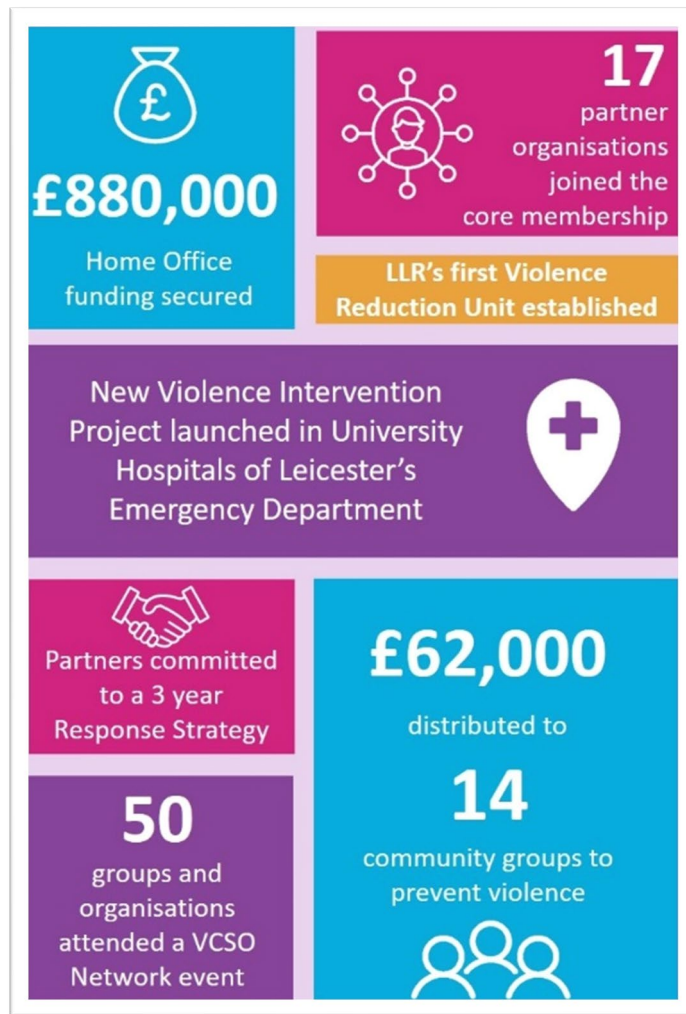 £
£880,000
Home Office
funding secured
17
partner
organisations
joined the
core membership
LLR’s first Violence
Reduction Unit established
New Violence Intervention
Project launched in University
Hospitals of Leicester’s
Emergency Department
Partners committed
to a 3 year
Response Strategy
£62,000
distributed to
14
community groups to
prevent violence
50
groups and
organisations
attended a VCSO
Network event